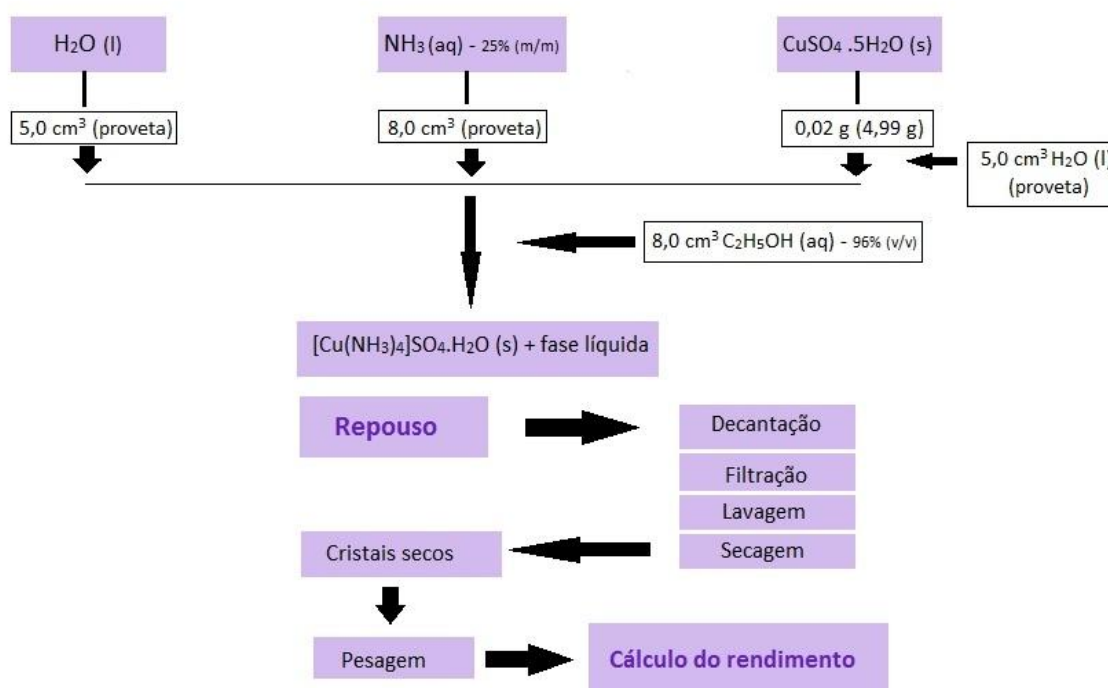 H₂O (l)
NH₃ (aq) - 25% (m/m)
CuSO₄ .5H₂O (s)
5,0 cm³ (proveta)
8,0 cm³ (proveta)
0,02 g (4,99 g)
5,0 cm³ H₂O (l)
(proveta)
8,0 cm³ C₂H₅OH (aq) - 96% (v/v)
[Cu(NH₃)₄]SO₄.H₂O (s) + fase líquida
Repouso
Decantação
Filtração
Lavagem
Secagem
Cristais secos
Pesagem
Cálculo do rendimento